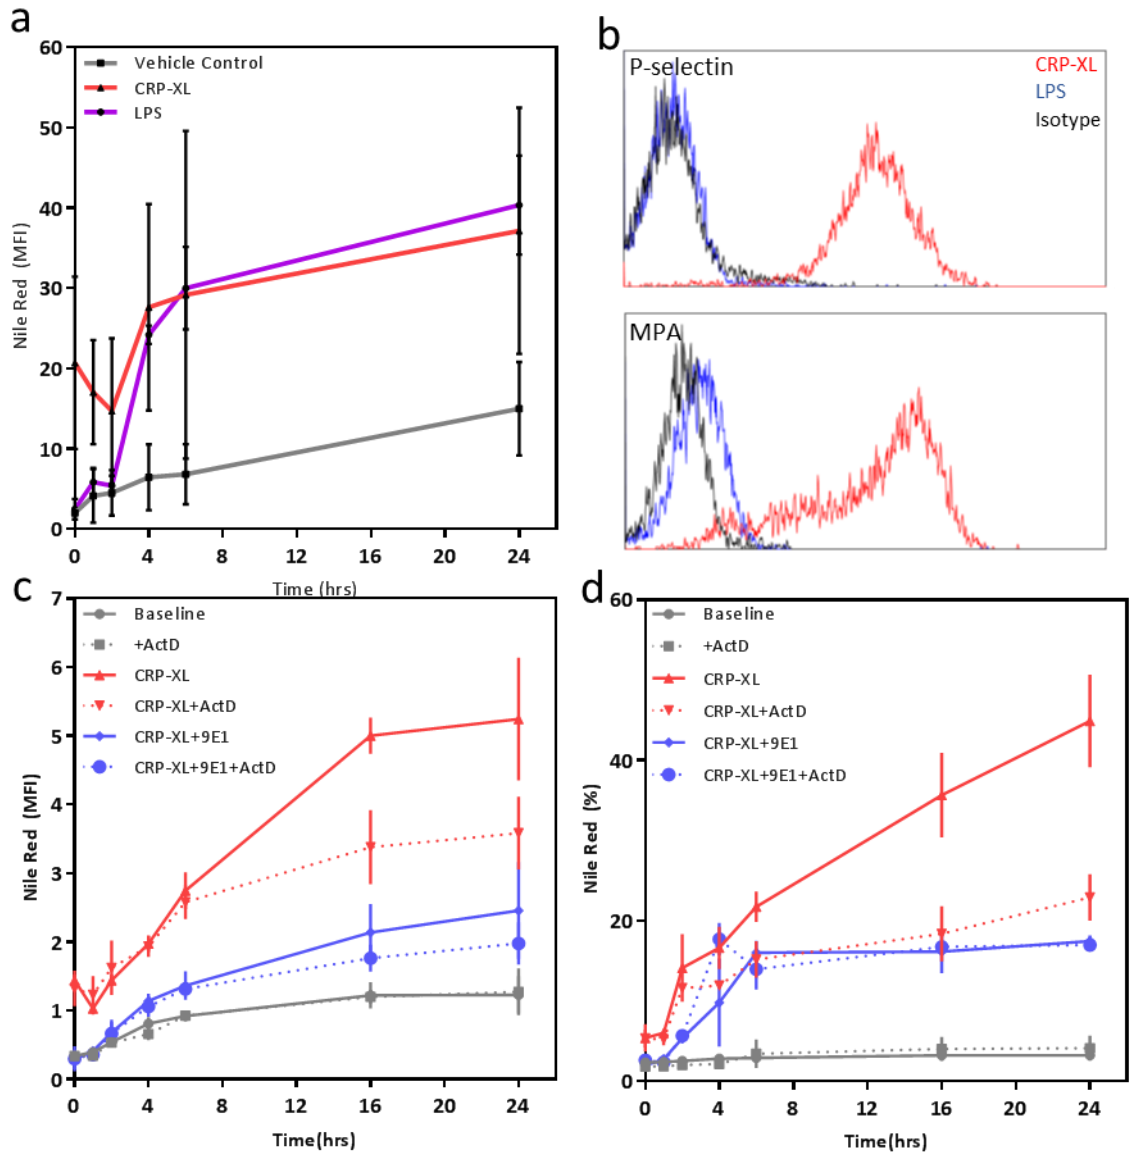 a
60
50
40
30
20
10
0
Nile Red (MFI)
Vehicle Control
CRP-XL
LPS
0 4 8 12 16 20 24
Time (hrs)
b
P-selectin
CRP-XL
LPS
Isotype
MPA
c
7
6
5
4
3
2
1
0
Nile Red (MFI)
Baseline
+ActD
CRP-XL
CRP-XL+ActD
CRP-XL+9E1
CRP-XL+9E1+ActD
0 4 8 12 16 20 24
Time(hrs)
d
60
40
20
0
Nile Red (%)
Baseline
+ActD
CRP-XL
CRP-XL+ActD
CRP-XL+9E1
CRP-XL+9E1+ActD
0 4 8 12 16 20 24
Time(hrs)